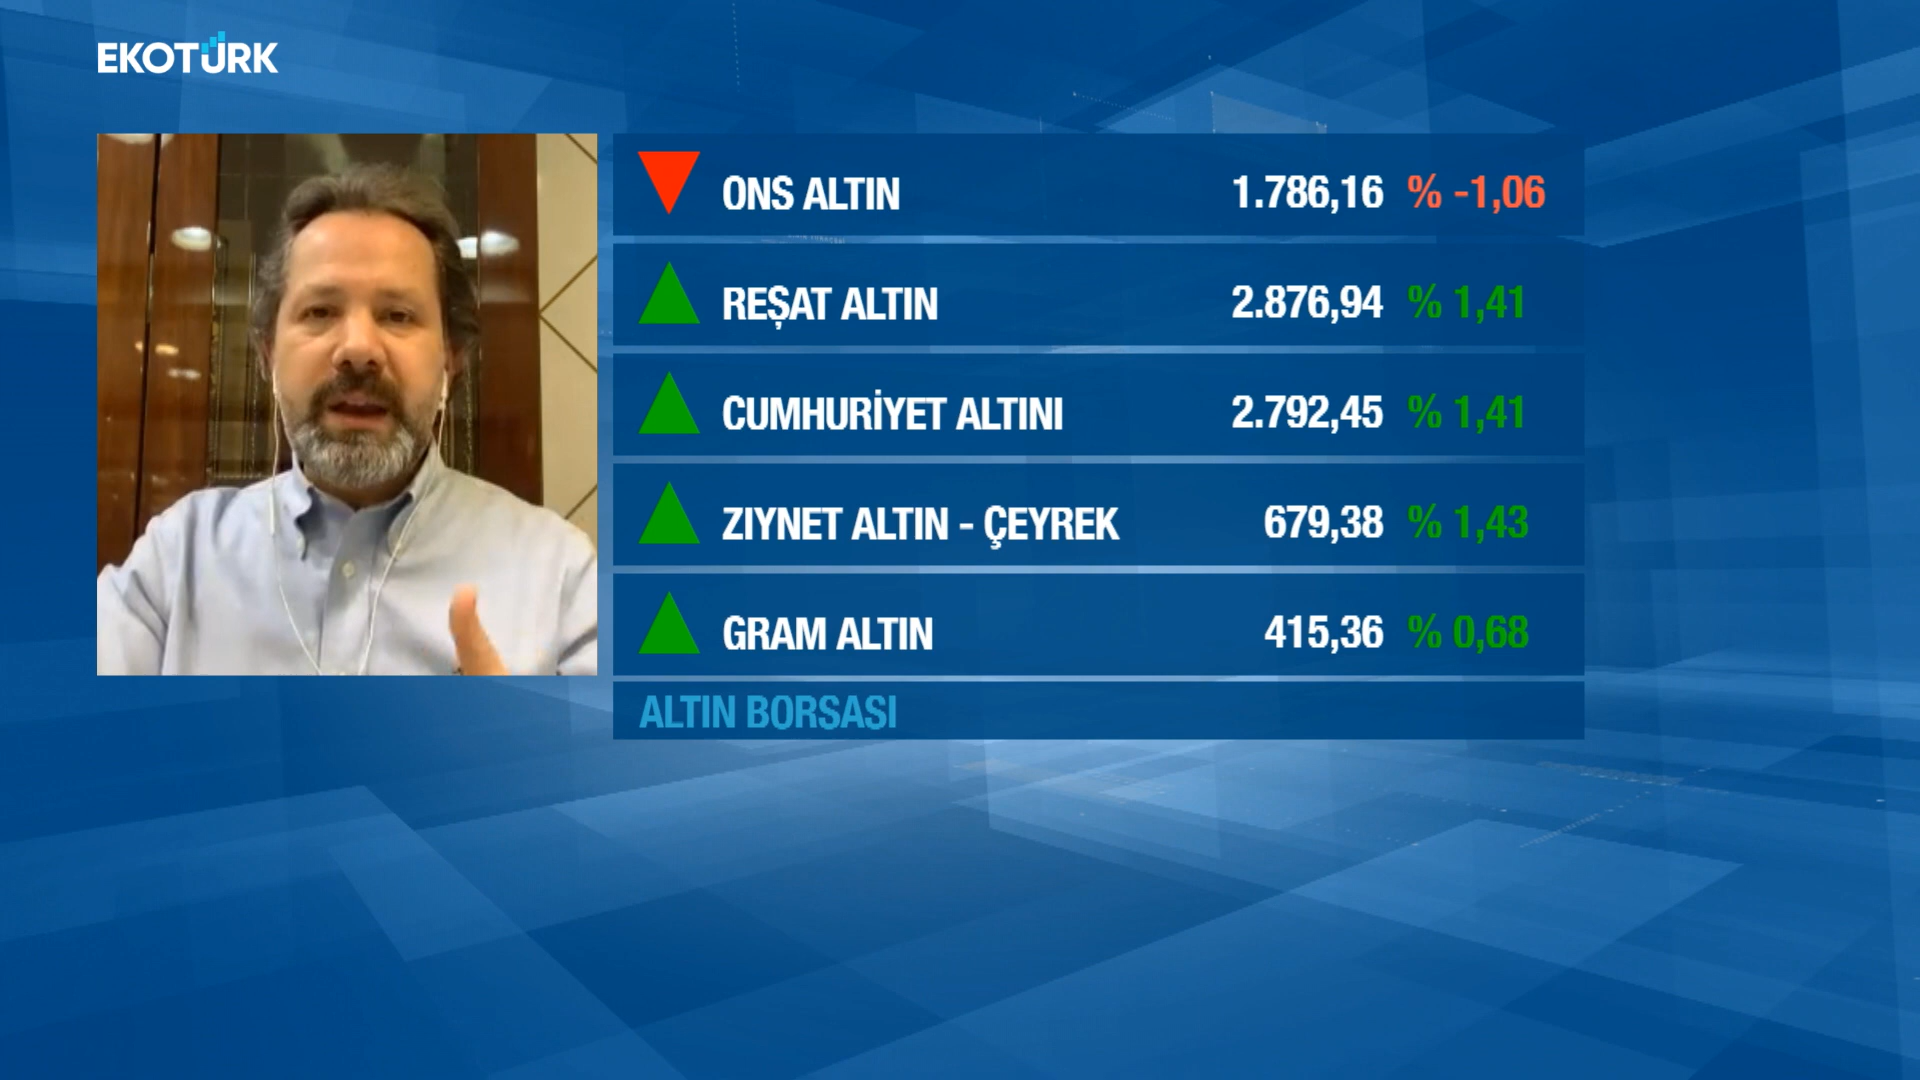 EKOTÜRK
ONS ALTIN 1.786,16 % -1,06
REŞAT ALTIN 2.876,94 % 1,41
CUMHURİYET ALTINI 2.792,45 % 1,41
ZIYNET ALTIN - ÇEYREK 679,38 % 1,43
GRAM ALTIN 415,36 % 0,68
ALTIN BORSASI